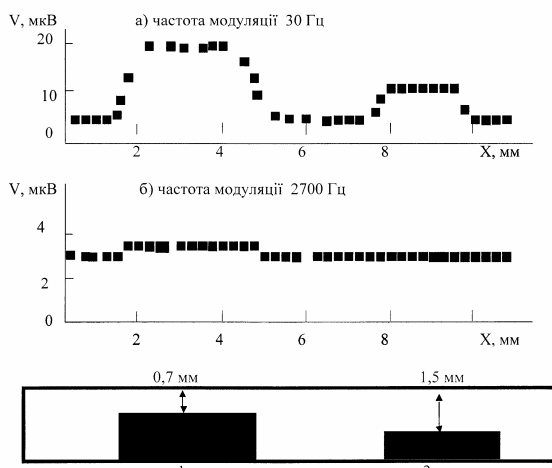 V, мкВ а) частота модуляції 30 Гц
20
10
0
2 4 6 8 X, мм
V, мкВ б) частота модуляції 2700 Гц
4
2
0
2 4 6 8 X, мм
0,7 мм 1,5 мм